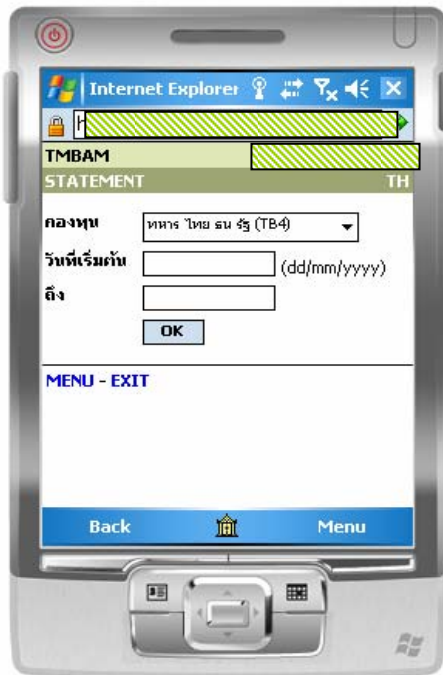 Internet Explorer
TMBAM
STATEMENT TH
กองทุน ทหาร ไทย ธน รัฐ (TB4)
วันที่เริ่มต้น (dd/mm/yyyy)
ถึง
OK
MENU - EXIT
Back Menu